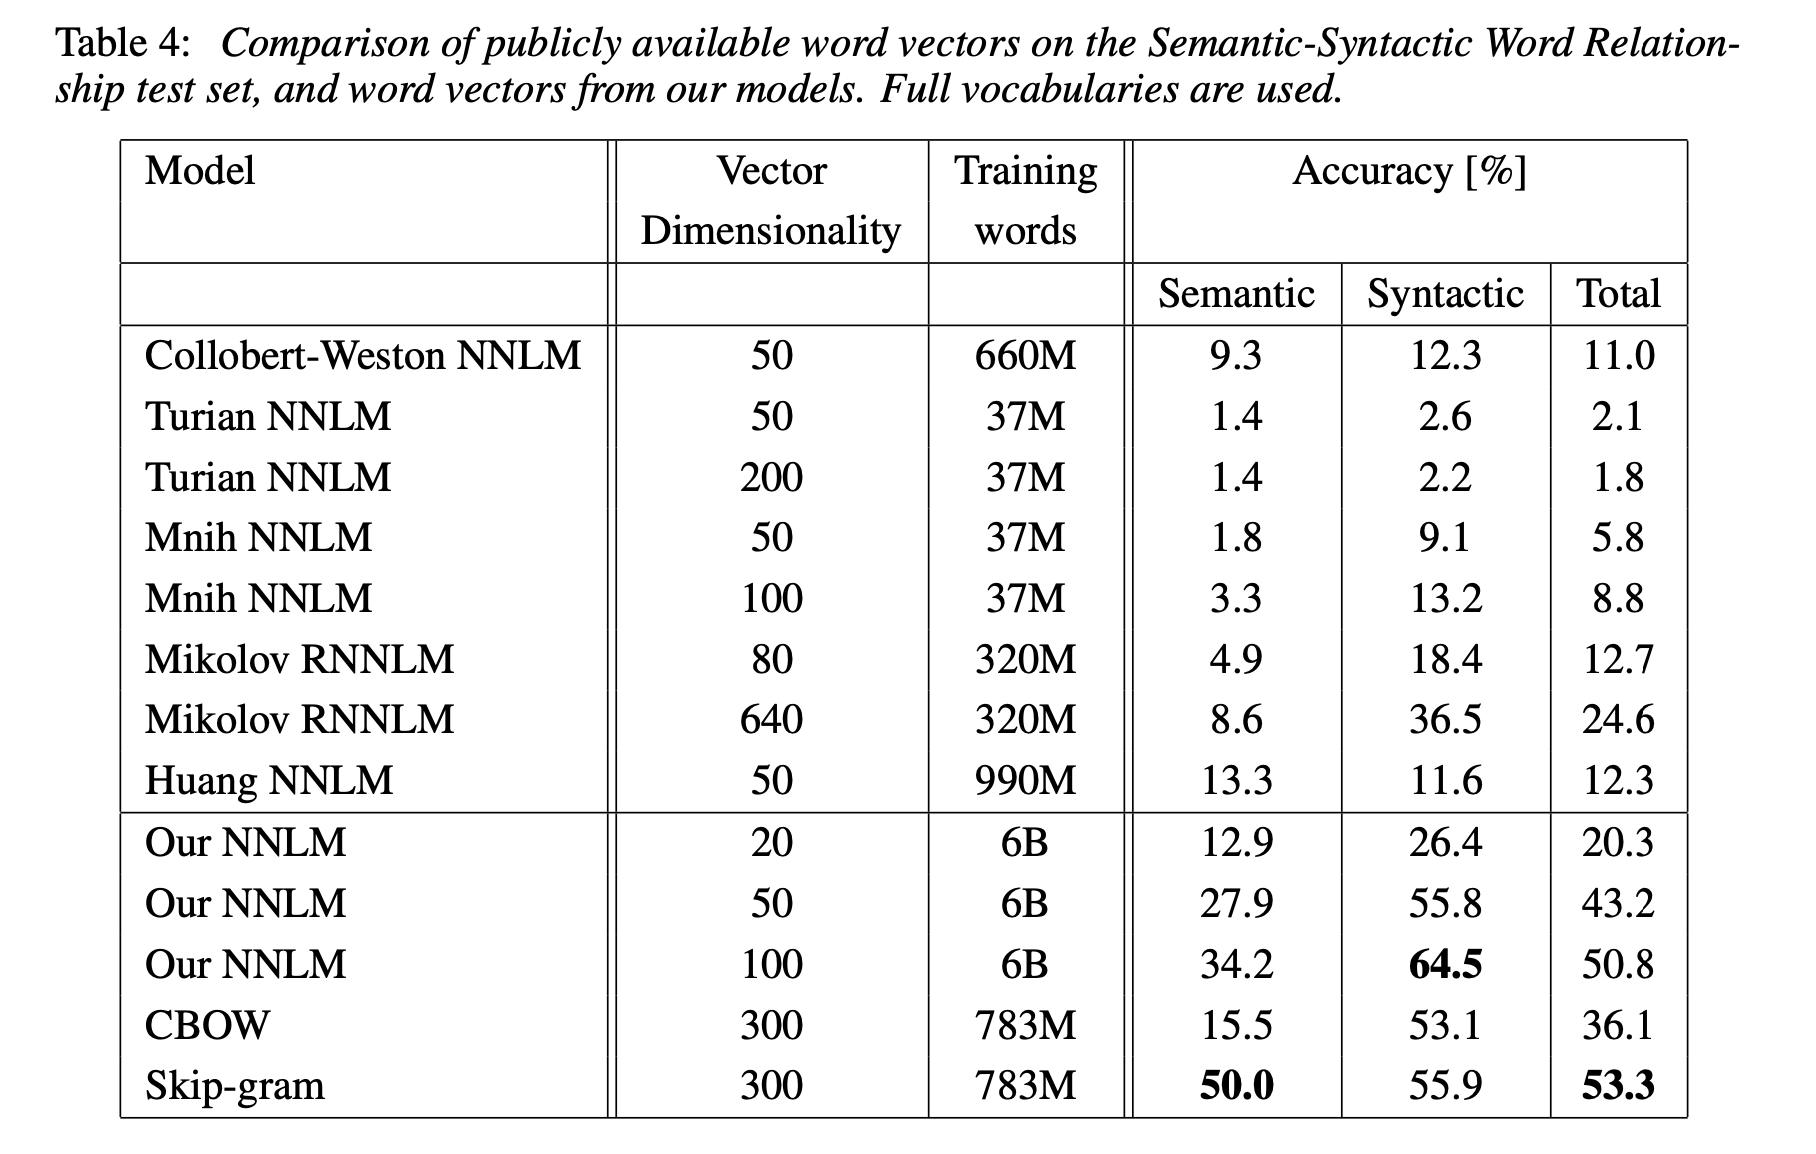 Table 4: Comparison of publicly available word vectors on the Semantic-Syntactic Word Relation-
ship test set, and word vectors from our models. Full vocabularies are used.
Model Vector Training Accuracy [%]
Dimensionality words
Semantic Syntactic Total
Collobert-Weston NNLM 50 660M 9.3 12.3 11.0
Turian NNLM 50 37M 1.4 2.6 2.1
Turian NNLM 200 37M 1.4 2.2 1.8
Mnih NNLM 50 37M 1.8 9.1 5.8
Mnih NNLM 100 37M 3.3 13.2 8.8
Mikolov RNNLM 80 320M 4.9 18.4 12.7
Mikolov RNNLM 640 320M 8.6 36.5 24.6
Huang NNLM 50 990M 13.3 11.6 12.3
Our NNLM 20 6B 12.9 26.4 20.3
Our NNLM 50 6B 27.9 55.8 43.2
Our NNLM 100 6B 34.2 64.5 50.8
CBOW 300 783M 15.5 53.1 36.1
Skip-gram 300 783M 50.0 55.9 53.3